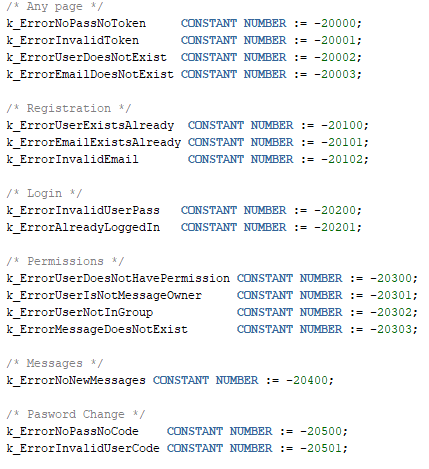 /* Any page */
k_ErrorNoPassNoToken     CONSTANT NUMBER := -20000;
k_ErrorInvalidToken      CONSTANT NUMBER := -20001;
k_ErrorUserDoesNotExist  CONSTANT NUMBER := -20002;
k_ErrorEmailDoesNotExist CONSTANT NUMBER := -20003;

/* Registration */
k_ErrorUserExistsAlready  CONSTANT NUMBER := -20100;
k_ErrorEmailExistsAlready CONSTANT NUMBER := -20101;
k_ErrorInvalidEmail       CONSTANT NUMBER := -20102;

/* Login */
k_ErrorInvalidUserPass   CONSTANT NUMBER := -20200;
k_ErrorAlreadyLoggedIn   CONSTANT NUMBER := -20201;

/* Permissions */
k_ErrorUserDoesNotHavePermission CONSTANT NUMBER := -20300;
k_ErrorUserIsNotMessageOwner     CONSTANT NUMBER := -20301;
k_ErrorUserNotInGroup            CONSTANT NUMBER := -20302;
k_ErrorMessageDoesNotExist       CONSTANT NUMBER := -20303;

/* Messages */
k_ErrorNoNewMessages CONSTANT NUMBER := -20400;

/* Pasword Change */
k_ErrorNoPassNoCode    CONSTANT NUMBER := -20500;
k_ErrorInvalidUserCode CONSTANT NUMBER := -20501;